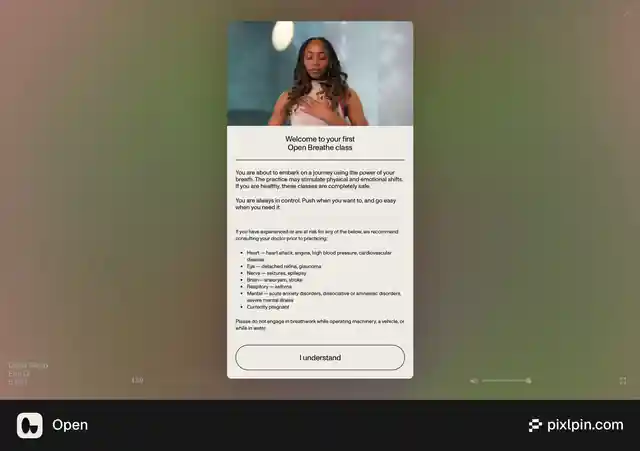 Welcome to your first
Open Breathe class
You are about to embark on a journey using the power of your
breath. The practice may stimulate physical and emotional shifts.
If you are healthy, these classes are completely safe.
You are always in control. Push when you want to, and go easy
when you need it.
If you have experienced or are at risk for any of the below, we recommend
consulting your doctor prior to practicing:
Heart — heart attack, angina, high blood pressure, cardiovascular
disease
Eye — detached retina, glaucoma
Nerve — seizures, epilepsy
Brain — aneurysm, stroke
— asthma
Mental — acute anxiety disorders, dissociative or amnesiac disorders,
severe mental illness
Currently pregnant
Please do not engage in breathwork while operating machinery, a vehicle, or
while in water.
I understand
Open
pixlpin.com